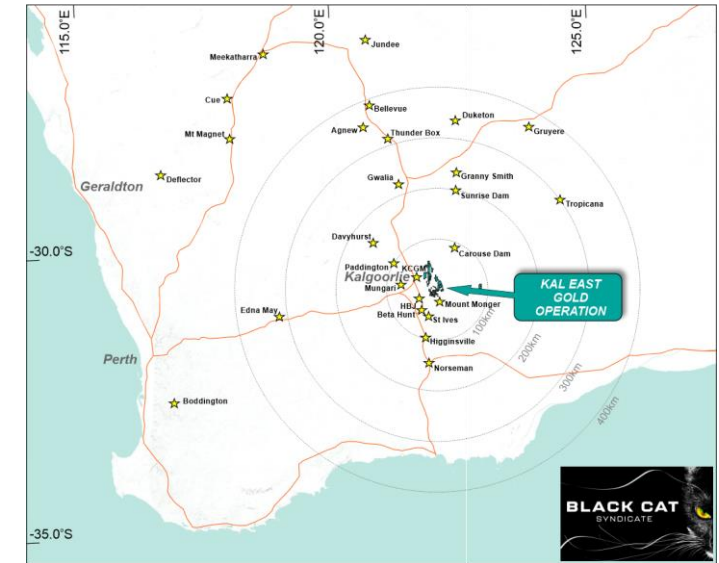 115.0°E
120.0°E
125.0°E
Jundee
Meekatharra
Cue
Bellevue
Duketon
Agnew
Thunder Box
Gruyere
Mt Magnet
Deflector
Geraldton
Gwalia
Granny Smith
Sunrise Dam
Tropicana
Davyhurst
Carouse Dam
-30.0°S
Paddington
KCGM
Kalgoorlie
Mungari
KAL EAST
GOLD
OPERATION
HBJ
Mount Monger
Edna May
Beta Hunt
St Ives
100km
Higginsville
200km
Perth
Norseman
300km
400km
Boddington
-35.0°S
BLACK CAT
SYNDICATE